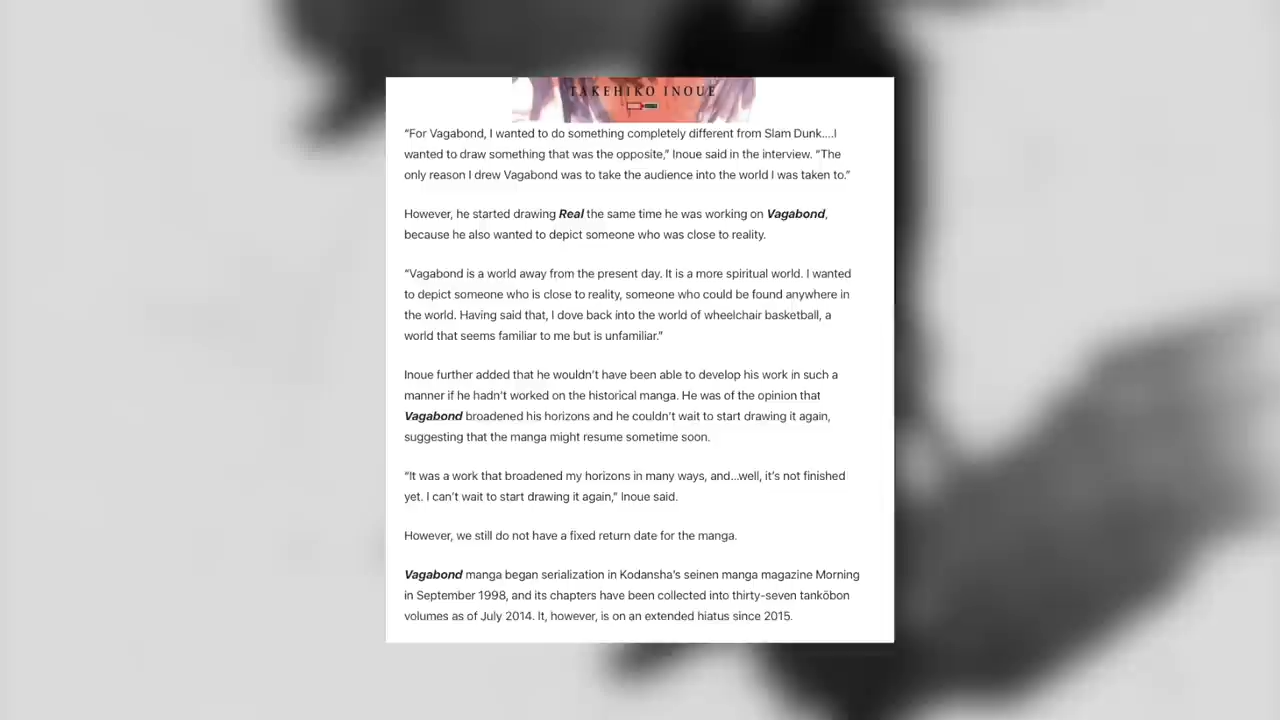 TAKEHIKO INOUE
“For Vagabond, I wanted to do something completely different from Slam Dunk....I
wanted to draw something that was the opposite,” Inoue said in the interview. “The
only reason I drew Vagabond was to take the audience into the world I was taken to.”
However, he started drawing Real the same time he was working on Vagabond,
because he also wanted to depict someone who was close to reality.
“Vagabond is a world away from the present day. It is a more spiritual world. I wanted
to depict someone who is close to reality, someone who could be found anywhere in
the world. Having said that, I dove back into the world of wheelchair basketball, a
world that seems familiar to me but is unfamiliar.”
Inoue further added that he wouldn’t have been able to develop his work in such a
manner if he hadn’t worked on the historical manga. He was of the opinion that
Vagabond broadened his horizons and he couldn’t wait to start drawing it again,
suggesting that the manga might resume sometime soon.
“It was a work that broadened my horizons in many ways, and...well, it’s not finished
yet. I can’t wait to start drawing it again,” Inoue said.
However, we still do not have a fixed return date for the manga.
Vagabond manga began serialization in Kodansha’s seinen manga magazine Morning
in September 1998, and its chapters have been collected into thirty-seven tankōbon
volumes as of July 2014. It, however, is on an extended hiatus since 2015.